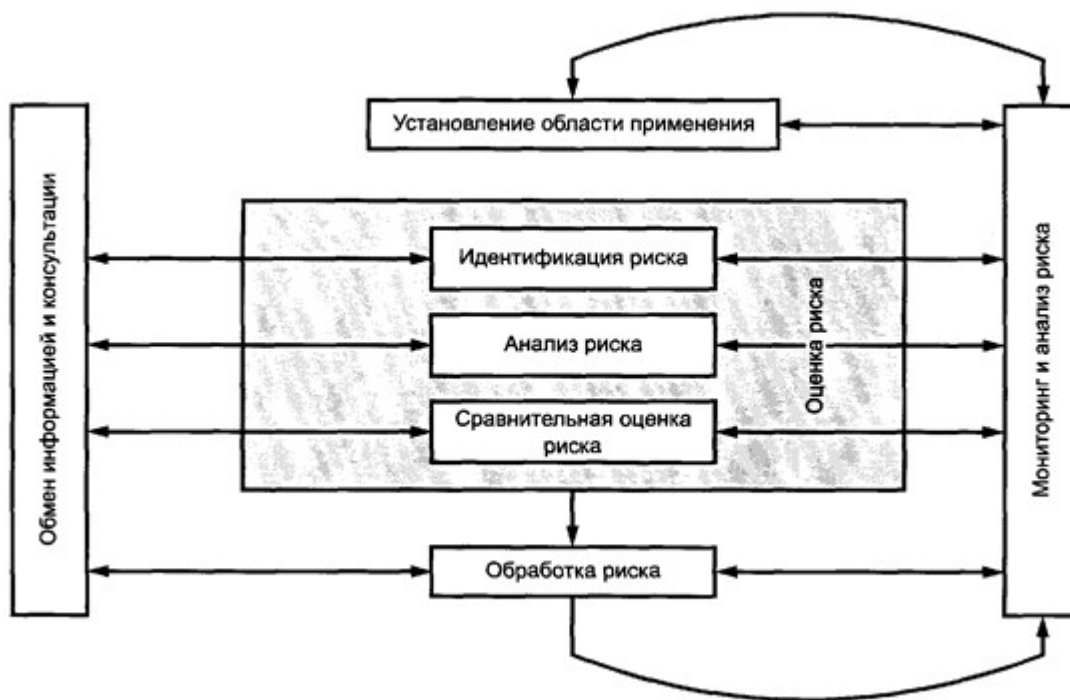 Установление области применения
Обмен информацией и консультации
Идентификация риска
Анализ риска
Сравнительная оценка
риска
Оценка риска
Мониторинг и анализ риска
Обработка риска